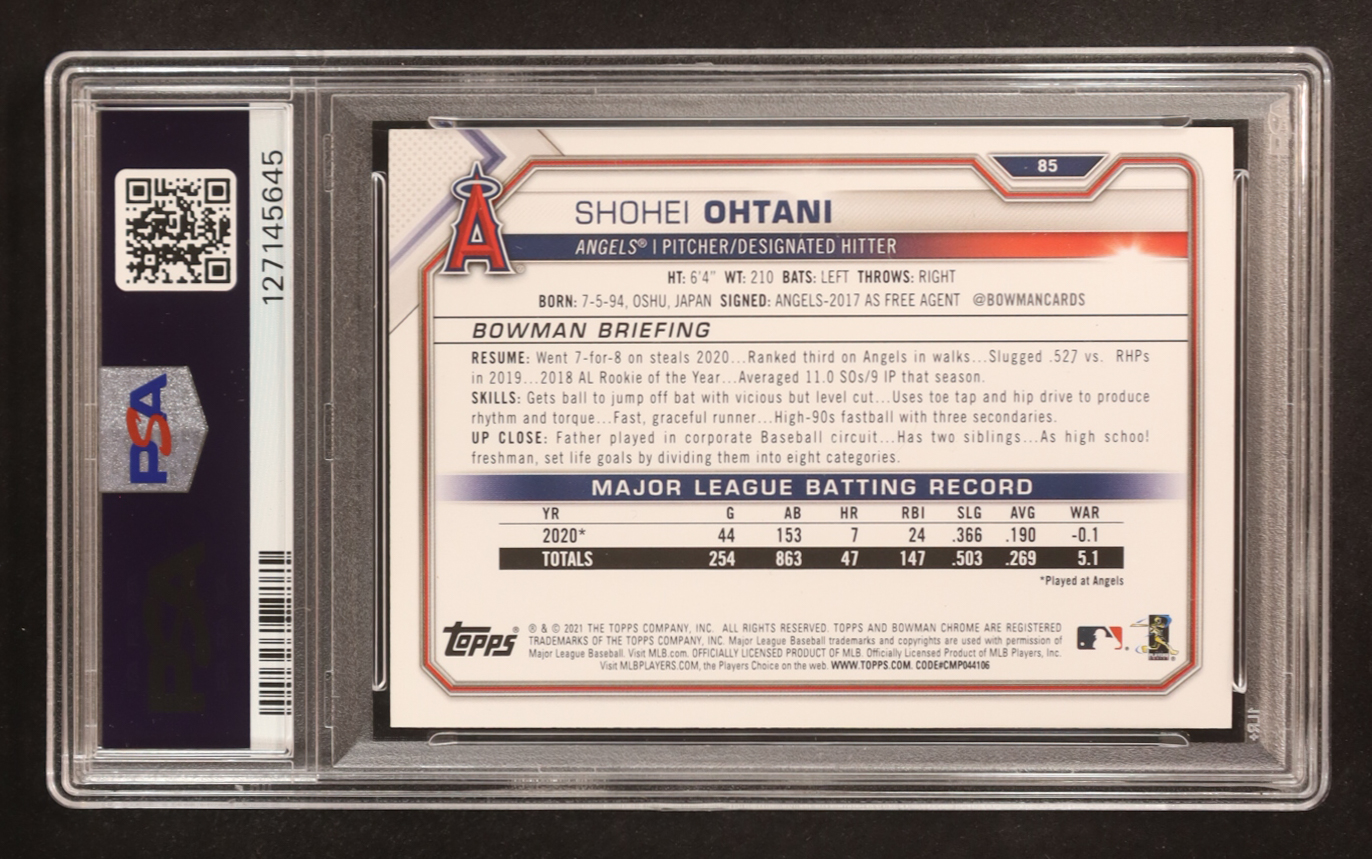 127145645
PSA
85
A
SHOHEI OHTANI
ANGELS® | PITCHER/DESIGNATED HITTER
HT: 6'4" WT: 210 BATS: LEFT THROWS: RIGHT
BORN: 7-5-94, OSHU, JAPAN SIGNED: ANGELS-2017 AS FREE AGENT @BOWMANCARDS
BOWMAN BRIEFING
RESUME: Went 7-for-8 on steals 2020...Ranked third on Angels in walks...Slugged .527 vs. RHPs
in 2019...2018 AL Rookie of the Year...Averaged 11.0 SOs/9 IP that season.
SKILLS: Gets ball to jump off bat with vicious but level cut...Uses toe tap and hip drive to produce
rhythm and torque...Fast, graceful runner...High-90s fastball with three secondaries.
UP CLOSE: Father played in corporate Baseball circuit...Has two siblings...As high school
freshman, set life goals by dividing them into eight categories.
MAJOR LEAGUE BATTING RECORD
YR G AB HR RBI SLG AVG WAR
2020* 44 153 7 24 .366 .190 -0.1
TOTALS 254 863 47 147 .503 .269 5.1
*Played at Angels
Topps®
® & © 2021 THE TOPPS COMPANY, INC. ALL RIGHTS RESERVED. TOPPS AND BOWMAN CHROME ARE REGISTERED
TRADEMARKS OF THE TOPPS COMPANY, INC. Major League Baseball trademarks and copyrights are used with permission of
Major League Baseball. Visit MLB.com. OFFICIALLY LICENSED PRODUCT OF MLB. Officially Licensed Product of MLB Players, Inc.
Visit MLBPLAYERS.COM, the Players Choice on the web. WWW.TOPPS.COM. CODE#CMP044106